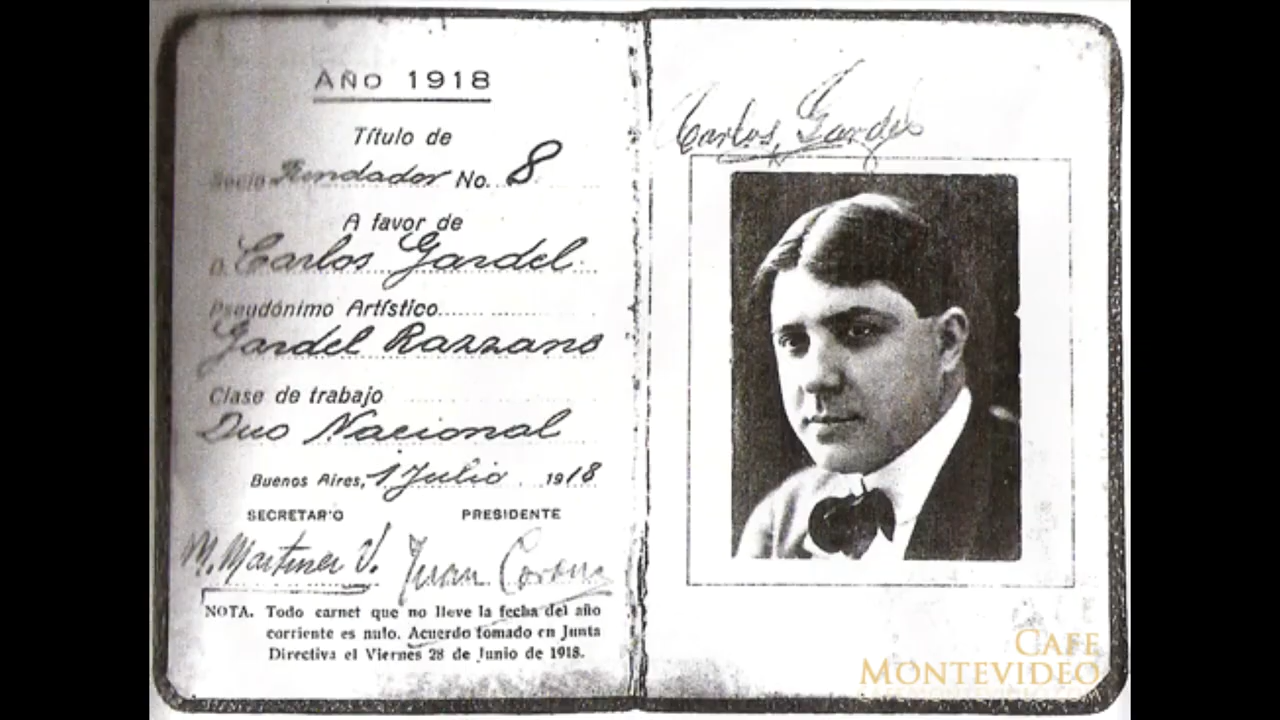 AÑO 1918
Título de
Socio Fundador No. 8
A favor de
D. Carlos Gardel
Pseudónimo Artístico
Gardel Razzano
Clase de trabajo
Duo Nacional
Buenos Aires, 1 Julio 1918
SECRETARIO PRESIDENTE
M. Martinez V. Juan
NOTA. Todo carnet que no lleve la fecha del año
corriente es nulo. Acuerdo tomado en Junta
Directiva el Viernes 28 de Junio de 1918.
Carlos Gardel
CAFE
MONTEVIDEO